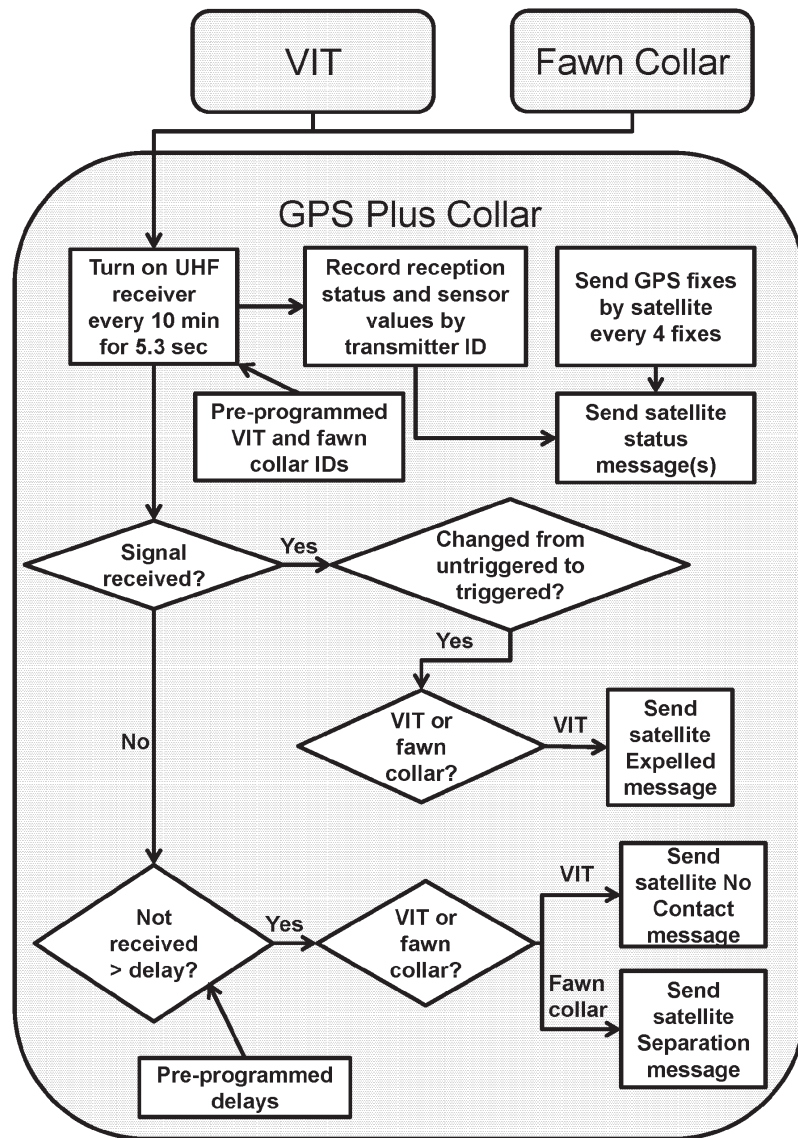 VIT
Fawn Collar
GPS Plus Collar
Turn on UHF
receiver
every 10 min
for 5.3 sec
Record reception
status and sensor
values by
transmitter ID
Send GPS fixes
by satellite
every 4 fixes
Pre-programmed
VIT and fawn
collar IDs
Send satellite
status
message(s)
Signal
received?
Yes
Changed from
untriggered to
triggered?
Yes
No
VIT or
fawn
collar?
VIT
Send
satellite
Expelled
message
Not
received
> delay?
Yes
VIT or
fawn
collar?
VIT
Send
satellite No
Contact
message
Fawn
collar
Send
satellite
Separation
message
Pre-programmed
delays